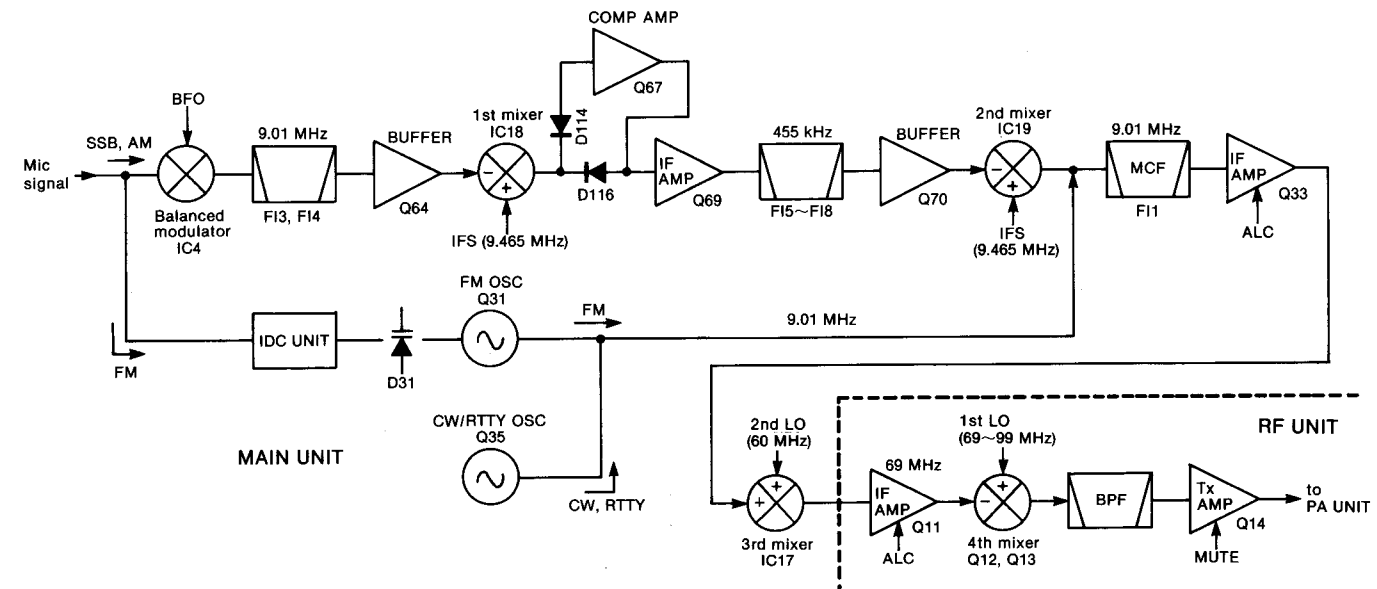 COMP AMP
Q67
BFO
SSB, AM
Mic
signal
Balanced
modulator
IC4
9.01 MHz
FI3, FI4
BUFFER
Q64
1st mixer
IC18
-
+
IFS (9.465 MHz)
D114
D116
IF
AMP
Q69
455 kHz
FI5~FI8
BUFFER
Q70
2nd mixer
IC19
-
+
IFS
(9.465 MHz)
9.01 MHz
MCF
FI1
IF
AMP
Q33
ALC
FM
IDC UNIT
D31
FM OSC
Q31
FM
9.01 MHz
CW/RTTY OSC
Q35
CW, RTTY
MAIN UNIT
2nd LO
(60 MHz)
+
+
3rd mixer
IC17
69 MHz
IF
AMP
Q11
ALC
1st LO
(69~99 MHz)
+
-
4th mixer
Q12, Q13
BPF
Tx
AMP
Q14
MUTE
to
PA UNIT
RF UNIT